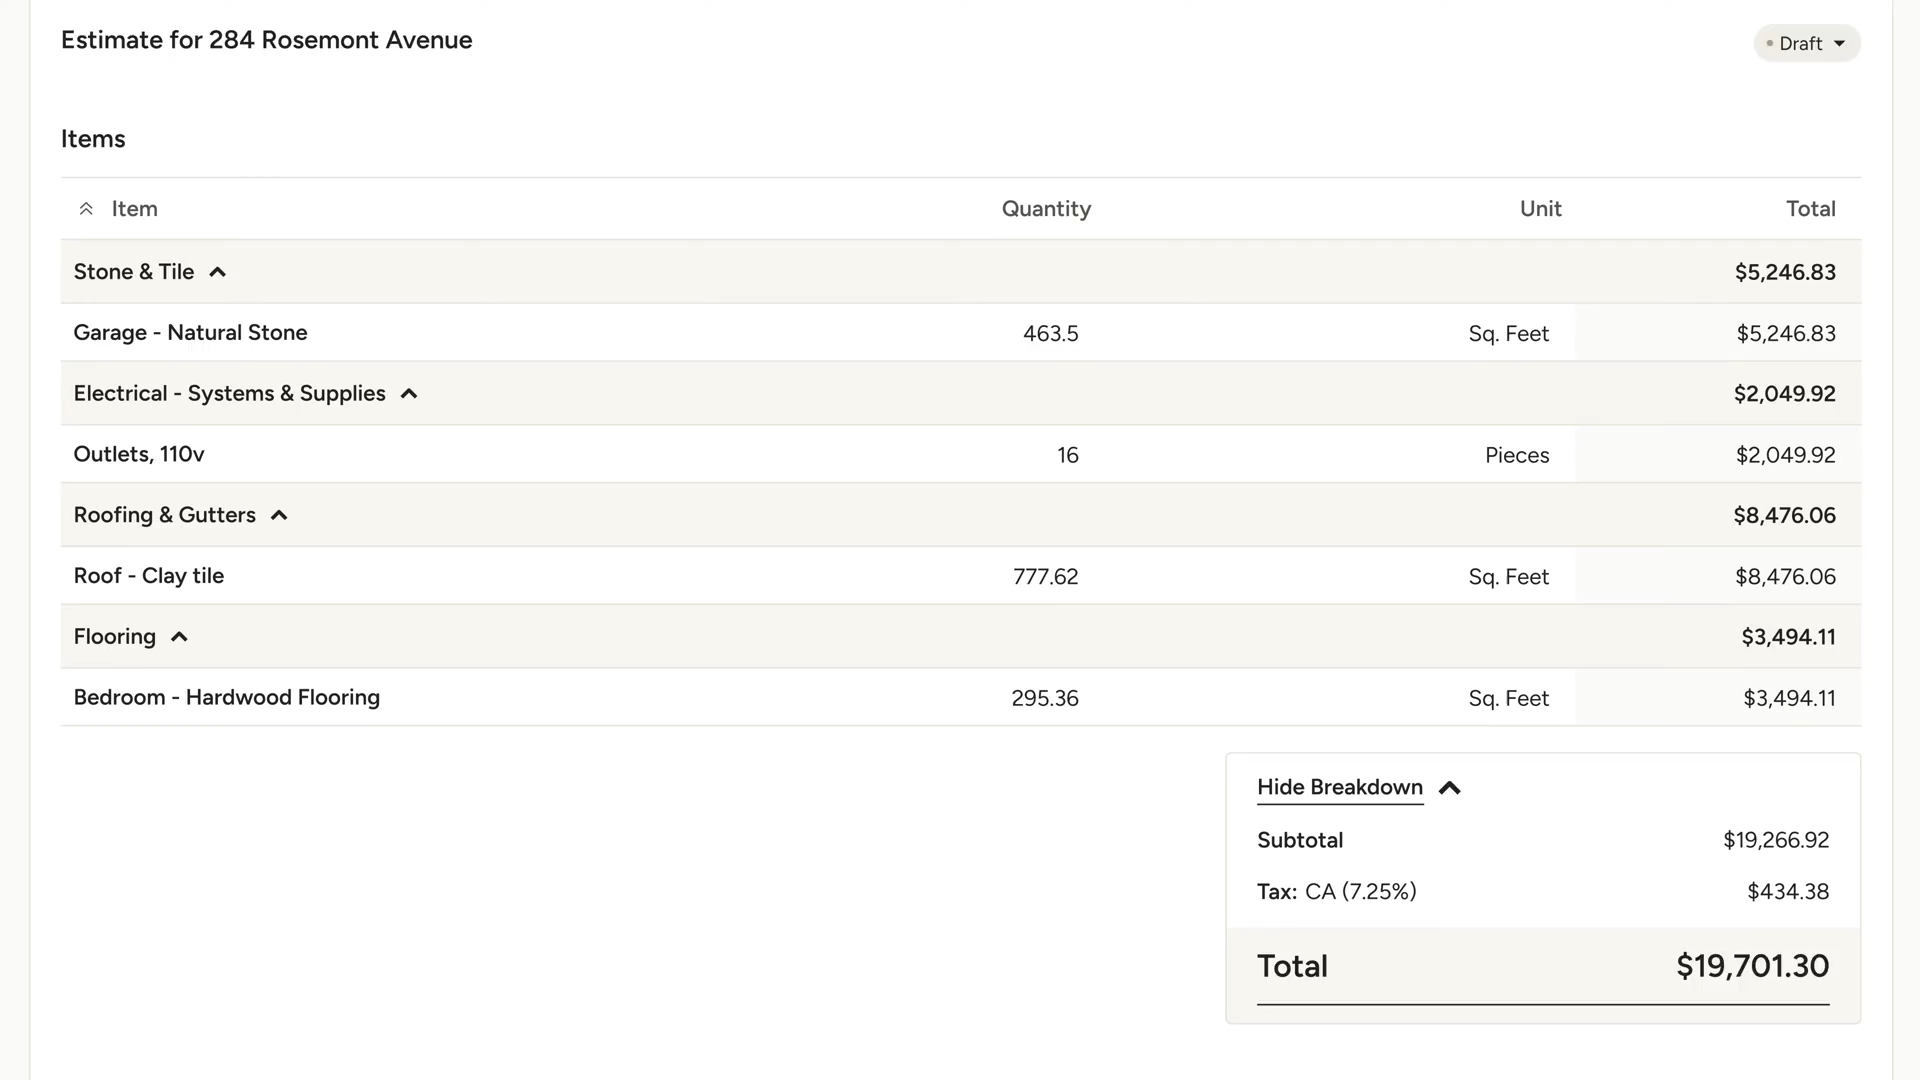 Estimate for 284 Rosemont Avenue
Draft
Items
Item Quantity Unit Total
Stone & Tile $5,246.83
Garage - Natural Stone 463.5 Sq. Feet $5,246.83
Electrical - Systems & Supplies $2,049.92
Outlets, 110v 16 Pieces $2,049.92
Roofing & Gutters $8,476.06
Roof - Clay tile 777.62 Sq. Feet $8,476.06
Flooring $3,494.11
Bedroom - Hardwood Flooring 295.36 Sq. Feet $3,494.11
Hide Breakdown
Subtotal $19,266.92
Tax: CA (7.25%) $434.38
Total $19,701.30